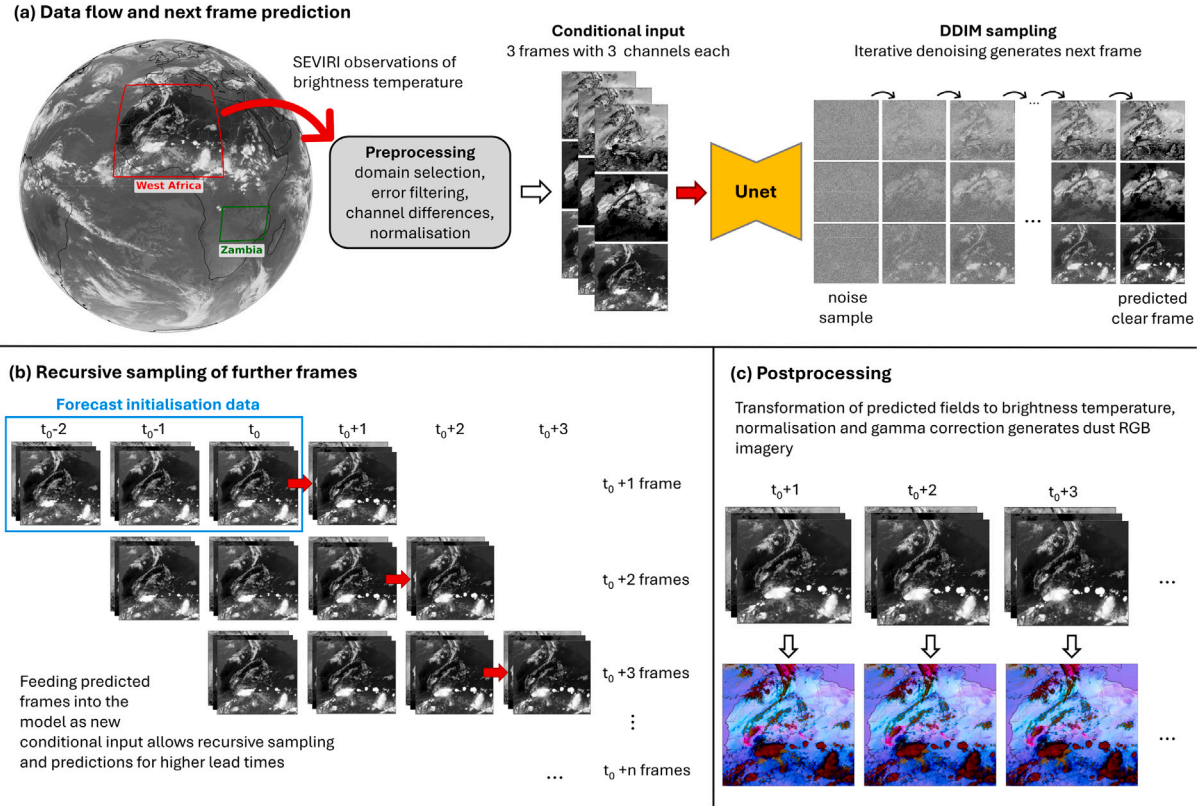 (a) Data flow and next frame prediction
SEVIRI observations of
brightness temperature
West Africa
Zambia
Preprocessing
domain selection,
error filtering,
channel differences,
normalisation
Conditional input
3 frames with 3 channels each
Unet
DDIM sampling
Iterative denoising generates next frame
...
...
noise
sample
predicted
clear frame
(b) Recursive sampling of further frames
Forecast initialisation data
t₀-2 t₀-1 t₀ t₀+1 t₀+2 t₀+3
t₀ +1 frame
t₀ +2 frames
t₀ +3 frames
⋮
... t₀ +n frames
Feeding predicted
frames into the
model as new
conditional input allows recursive sampling
and predictions for higher lead times
(c) Postprocessing
Transformation of predicted fields to brightness temperature,
normalisation and gamma correction generates dust RGB
imagery
t₀+1 t₀+2 t₀+3
...
...